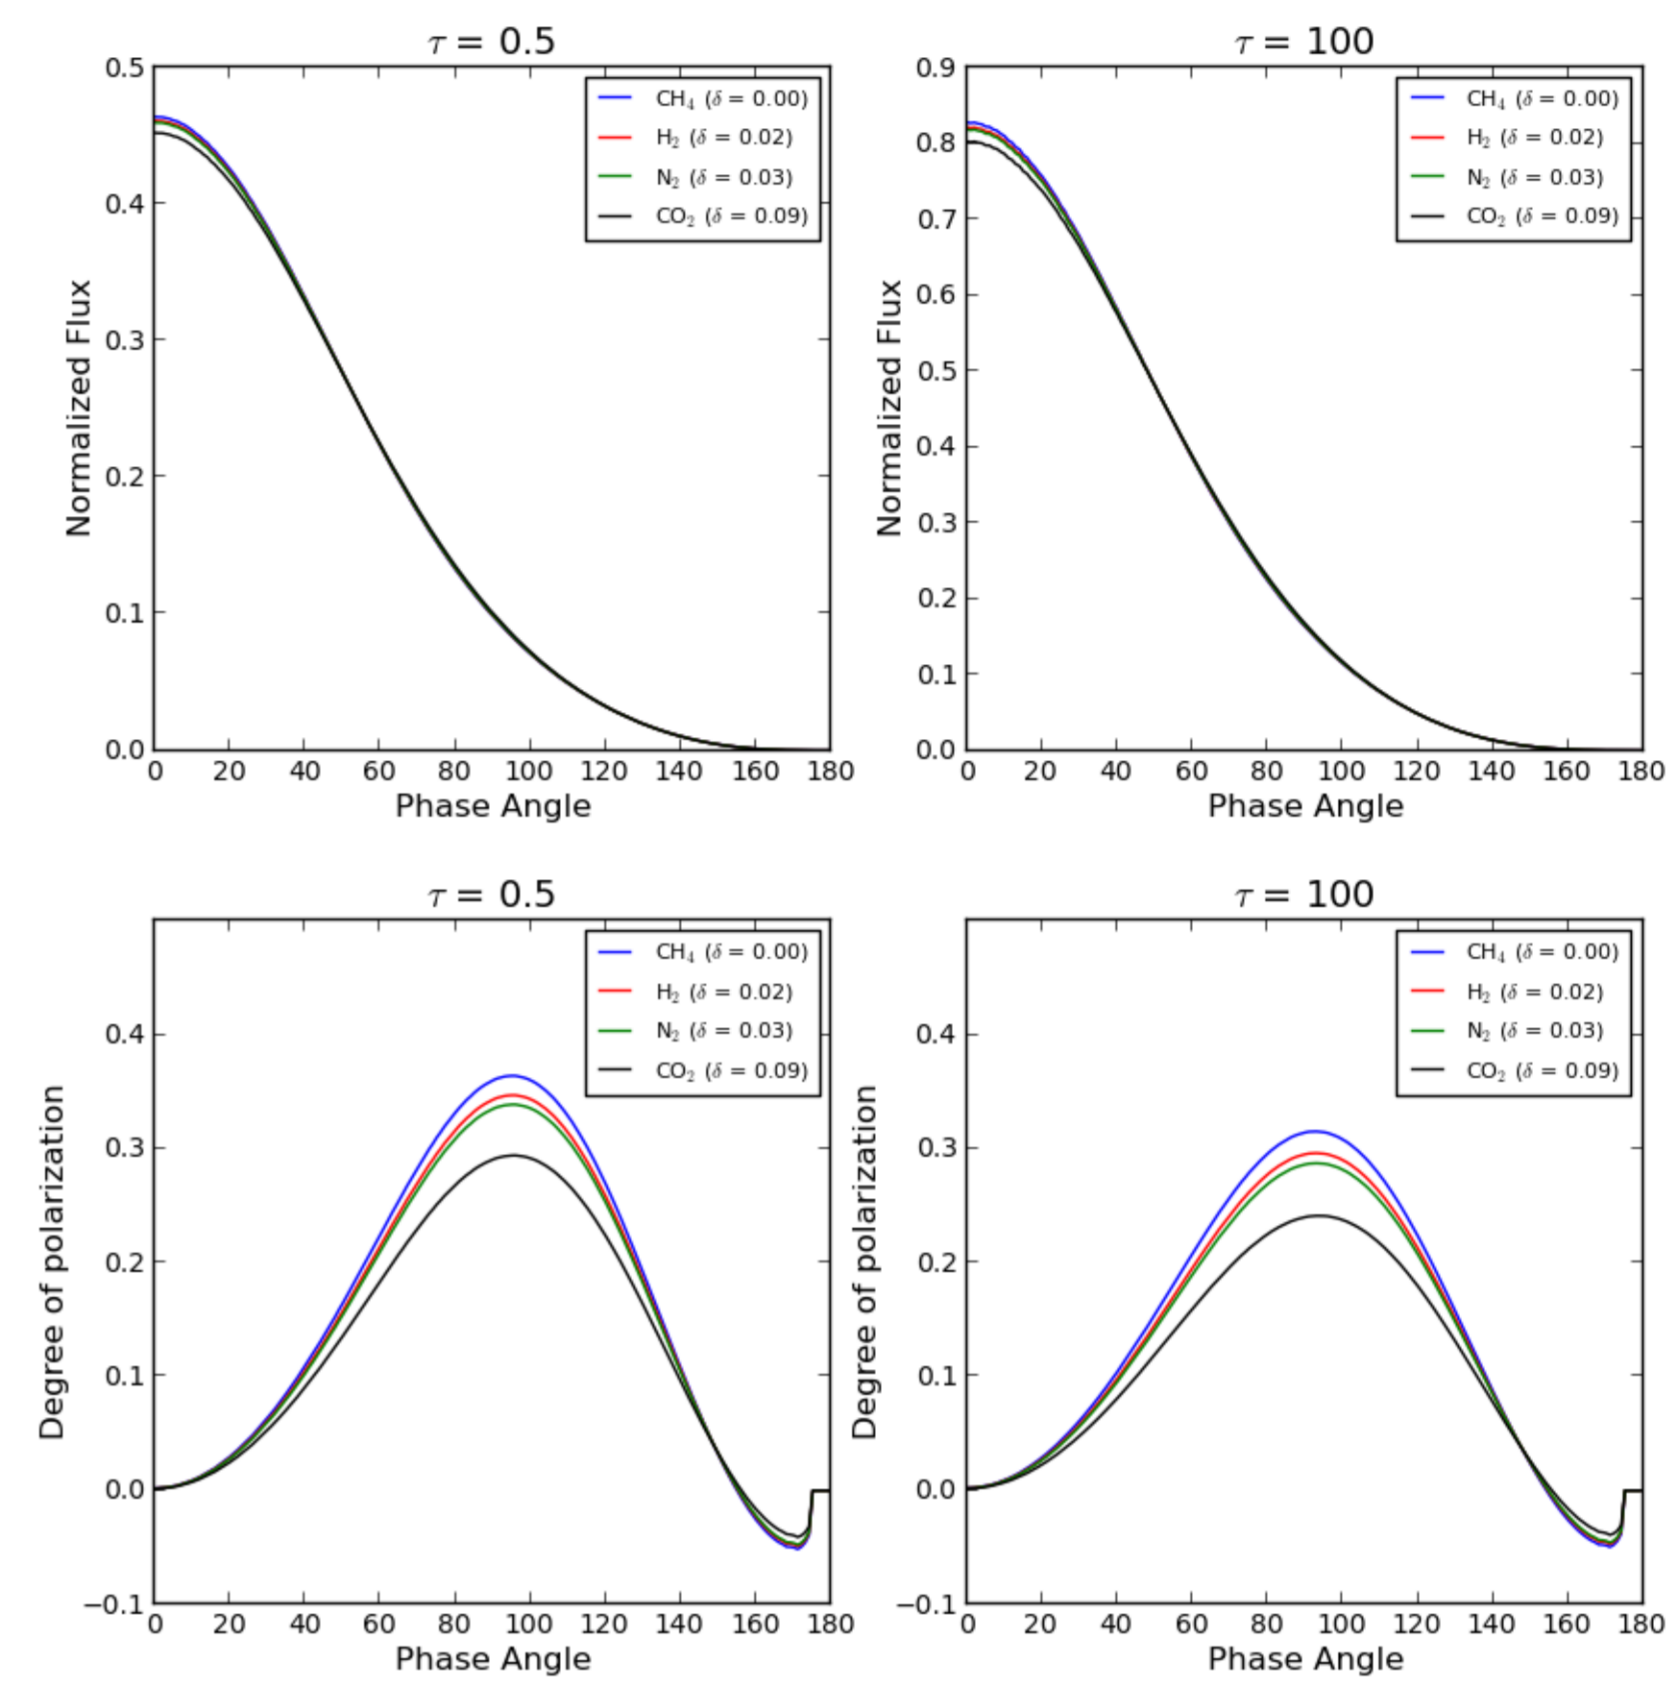 τ = 0.5
0.5
0.4
0.3
0.2
0.1
0.0
Normalized Flux
CH₄ (δ = 0.00)
H₂ (δ = 0.02)
N₂ (δ = 0.03)
CO₂ (δ = 0.09)
0 20 40 60 80 100 120 140 160 180
Phase Angle
τ = 100
0.9
0.8
0.7
0.6
0.5
0.4
0.3
0.2
0.1
0.0
Normalized Flux
CH₄ (δ = 0.00)
H₂ (δ = 0.02)
N₂ (δ = 0.03)
CO₂ (δ = 0.09)
0 20 40 60 80 100 120 140 160 180
Phase Angle
τ = 0.5
0.4
0.3
0.2
0.1
0.0
−0.1
Degree of polarization
CH₄ (δ = 0.00)
H₂ (δ = 0.02)
N₂ (δ = 0.03)
CO₂ (δ = 0.09)
0 20 40 60 80 100 120 140 160 180
Phase Angle
τ = 100
0.4
0.3
0.2
0.1
0.0
−0.1
Degree of polarization
CH₄ (δ = 0.00)
H₂ (δ = 0.02)
N₂ (δ = 0.03)
CO₂ (δ = 0.09)
0 20 40 60 80 100 120 140 160 180
Phase Angle